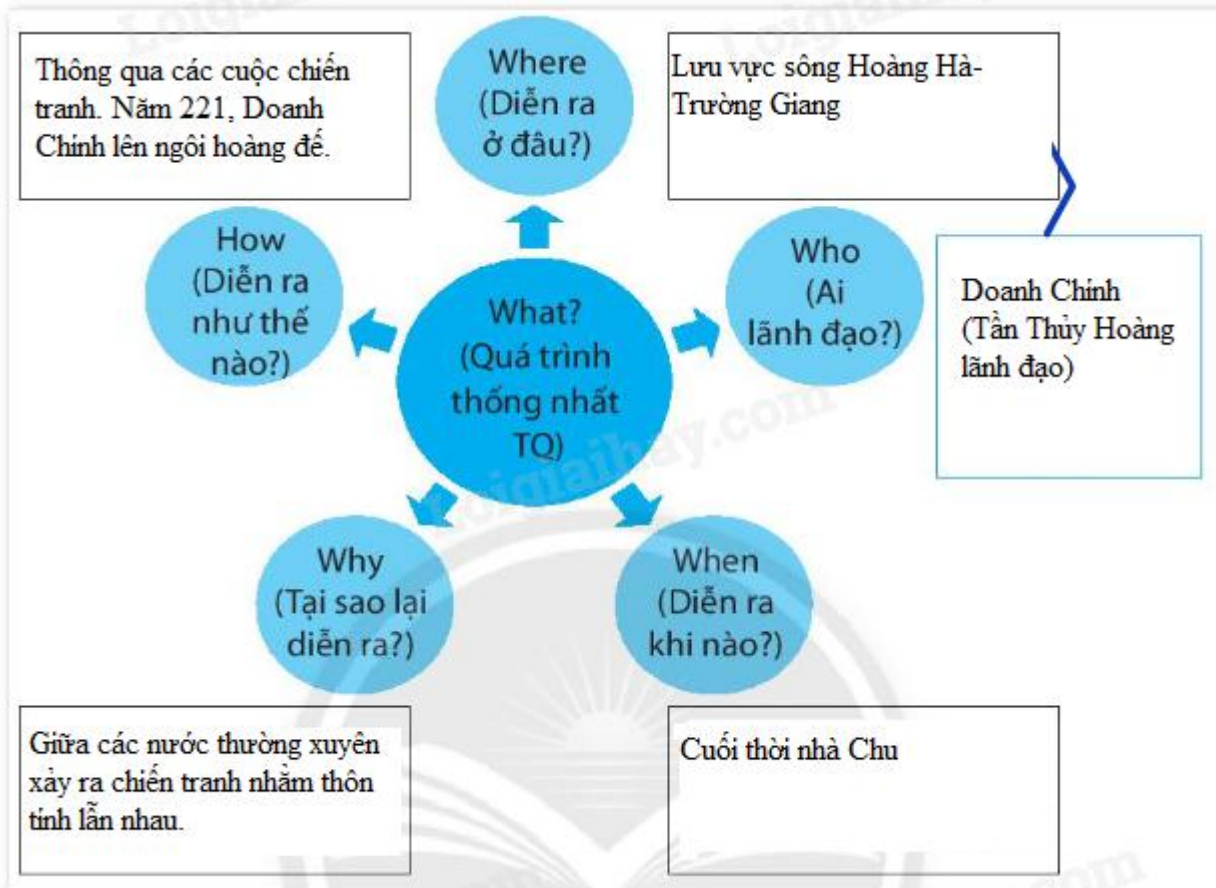 Thông qua các cuộc chiến
tranh. Năm 221, Doanh
Chính lên ngôi hoàng đế.
Where
(Diễn ra
ở đâu?)
Lưu vực sông Hoàng Hà-
Trường Giang
How
(Diễn ra
như thế
nào?)
What?
(Quá trình
thống nhất
TQ)
Who
(Ai
lãnh đạo?)
Doanh Chính
(Tần Thủy Hoàng
lãnh đạo)
Why
(Tại sao lại
diễn ra?)
When
(Diễn ra
khi nào?)
Giữa các nước thường xuyên
xảy ra chiến tranh nhằm thôn
tính lẫn nhau.
Cuối thời nhà Chu
Loigiaihay.com